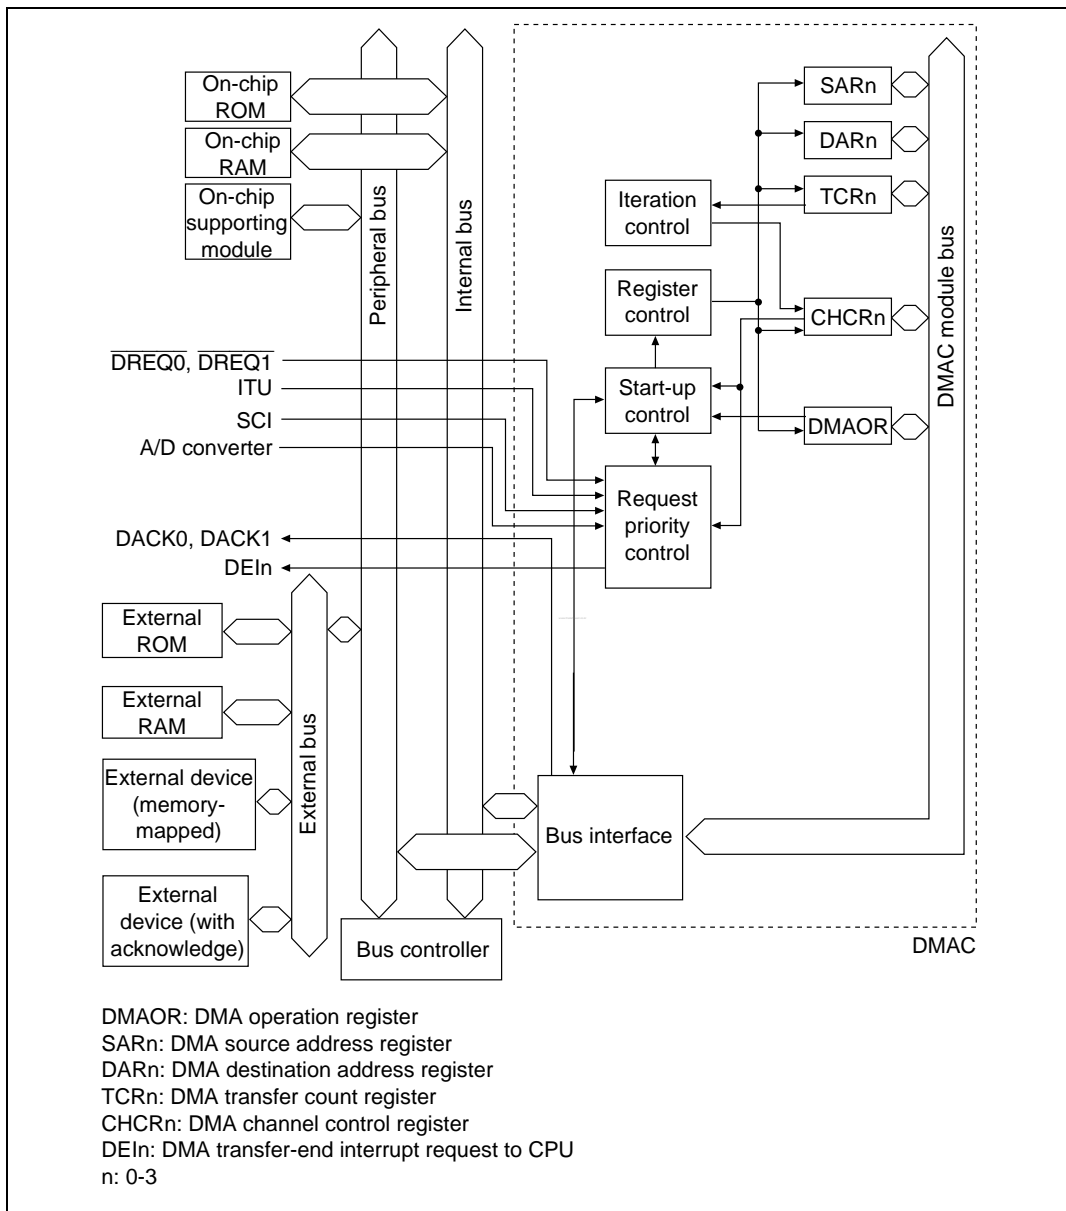 On-chip
ROM
On-chip
RAM
On-chip
supporting
module
Peripheral bus
Internal bus
SARn
DARn
TCRn
Iteration
control
Register
control
CHCRn
DMAC module bus
DREQ0, DREQ1
ITU
SCI
A/D converter
Start-up
control
DMAOR
Request
priority
control
DACK0, DACK1
DEIn
External
ROM
External
RAM
External device
(memory-
mapped)
External
device (with
acknowledge)
External bus
Bus interface
Bus controller
DMAC
DMAOR: DMA operation register
SARn: DMA source address register
DARn: DMA destination address register
TCRn: DMA transfer count register
CHCRn: DMA channel control register
DEIn: DMA transfer-end interrupt request to CPU
n: 0-3